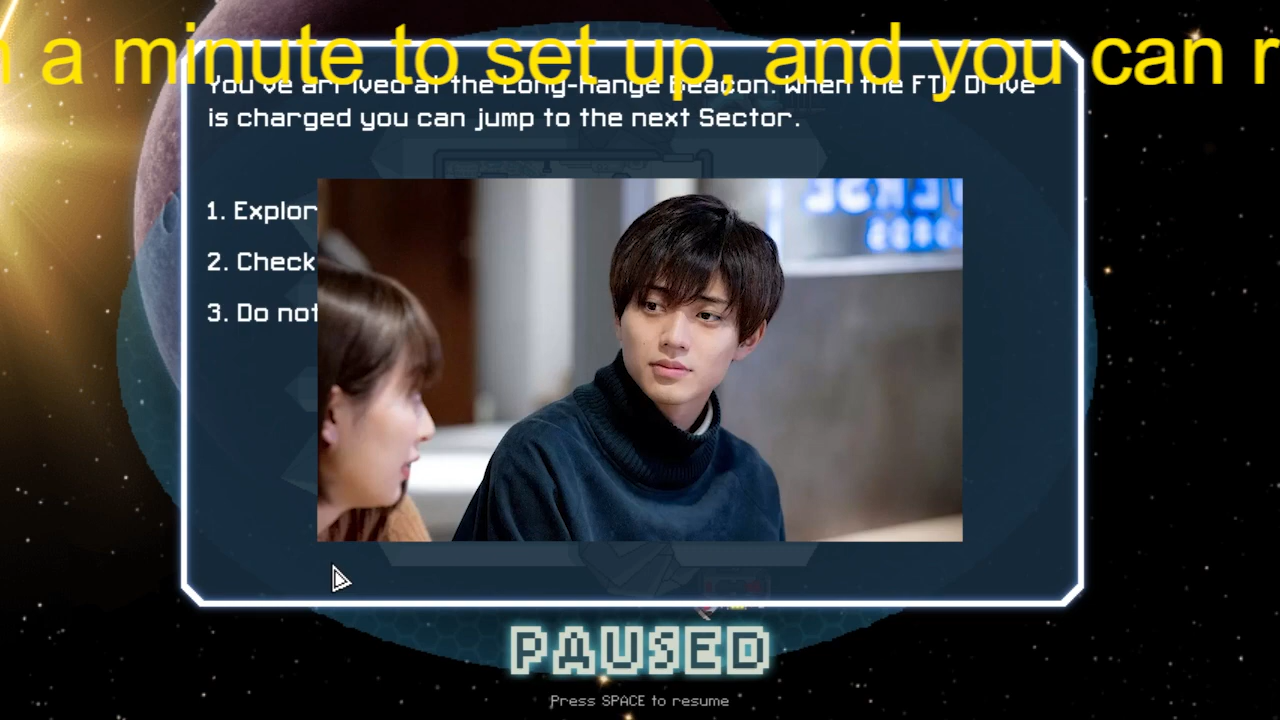 a minute to set up, and you can
You've arrived at the Long-Range Beacon. When the FTL Drive
is charged you can jump to the next Sector.
1. Explor
2. Check
3. Do not
PAUSED
Press SPACE to resume